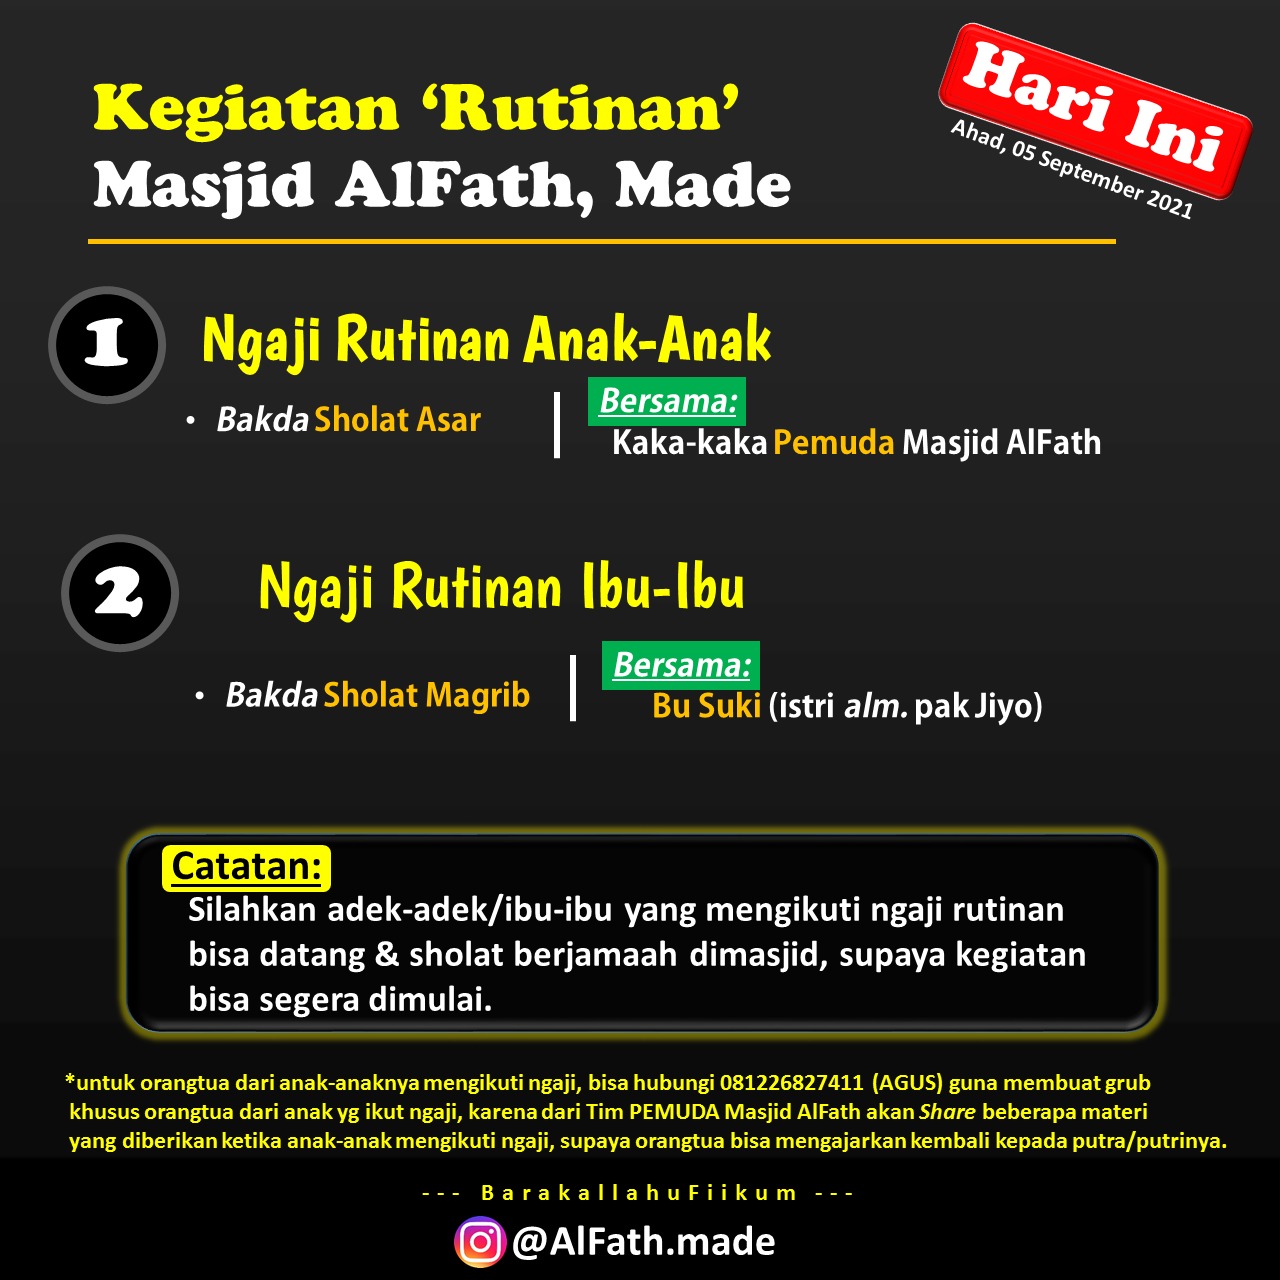 Hari Ini
Ahad, 05 September 2021
Kegiatan ‘Rutinan’
Masjid AlFath, Made
1
Ngaji Rutinan Anak-Anak
• Bakda Sholat Asar
Bersama:
Kaka-kaka Pemuda Masjid AlFath
2
Ngaji Rutinan Ibu-Ibu
• Bakda Sholat Magrib
Bersama:
Bu Suki (istri alm. pak Jiyo)
Catatan:
Silahkan adek-adek/ibu-ibu yang mengikuti ngaji rutinan
bisa datang & sholat berjamaah dimasjid, supaya kegiatan
bisa segera dimulai.
*untuk orangtua dari anak-anaknya mengikuti ngaji, bisa hubungi 081226827411 (AGUS) guna membuat grub
khusus orangtua dari anak yg ikut ngaji, karena dari Tim PEMUDA Masjid AlFath akan Share beberapa materi
yang diberikan ketika anak-anak mengikuti ngaji, supaya orangtua bisa mengajarkan kembali kepada putra/putrinya.
--- BarakallahuFiikum ---
@AlFath.made